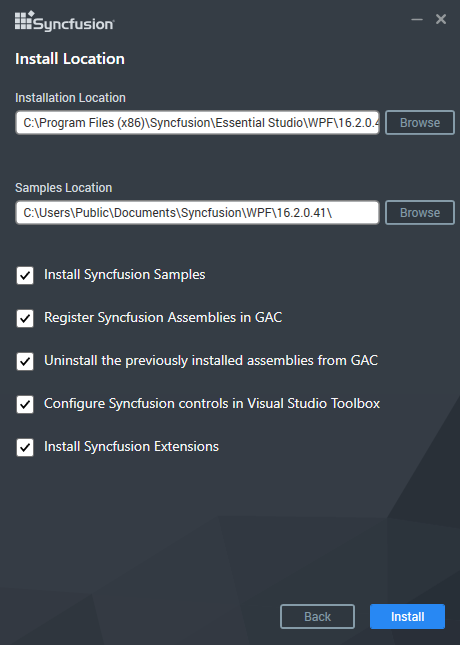 Syncfusion
Install Location
Installation Location
C:\Program Files (x86)\Syncfusion\Essential Studio\WPF\16.2.0.4
Browse
Samples Location
C:\Users\Public\Documents\Syncfusion\WPF\16.2.0.41\
Browse
Install Syncfusion Samples
Register Syncfusion Assemblies in GAC
Uninstall the previously installed assemblies from GAC
Configure Syncfusion controls in Visual Studio Toolbox
Install Syncfusion Extensions
Back
Install